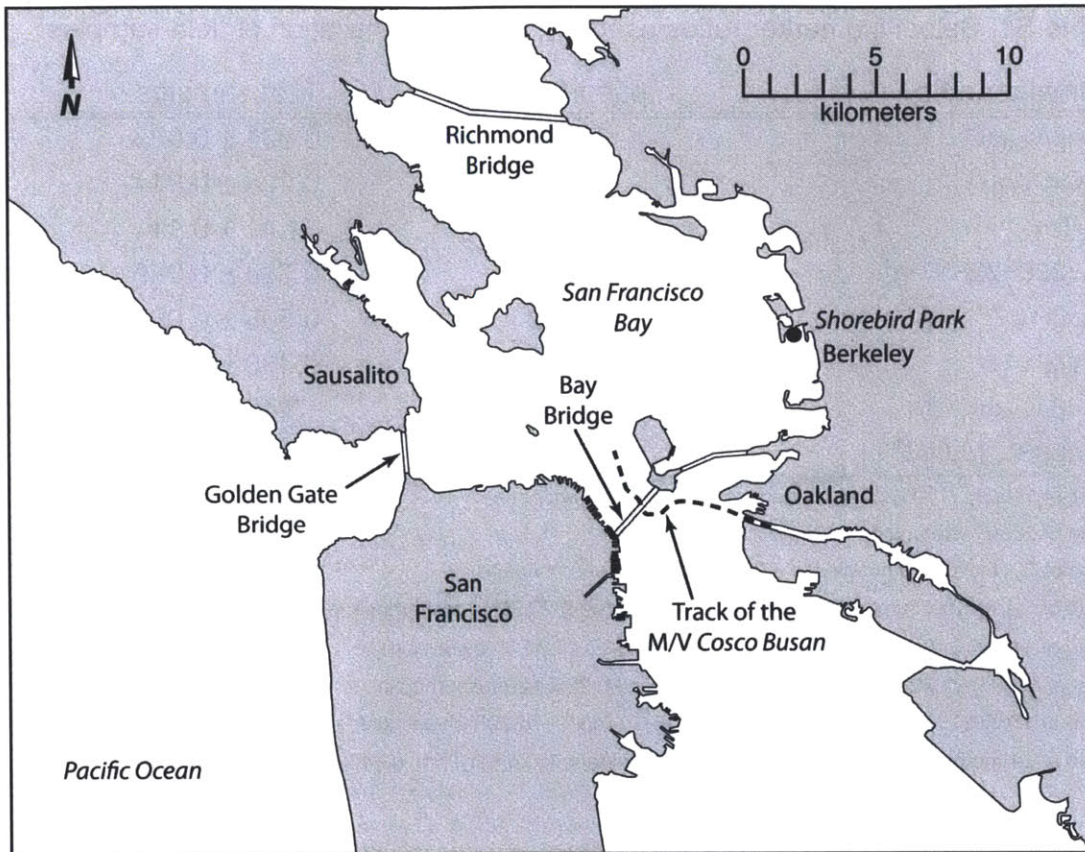 N
0 5 10
kilometers
Richmond
Bridge
San Francisco
Bay
Shorebird Park
Berkeley
Sausalito
Bay
Bridge
Golden Gate
Bridge
Oakland
San
Francisco
Track of the
M/V Cosco Busan
Pacific Ocean